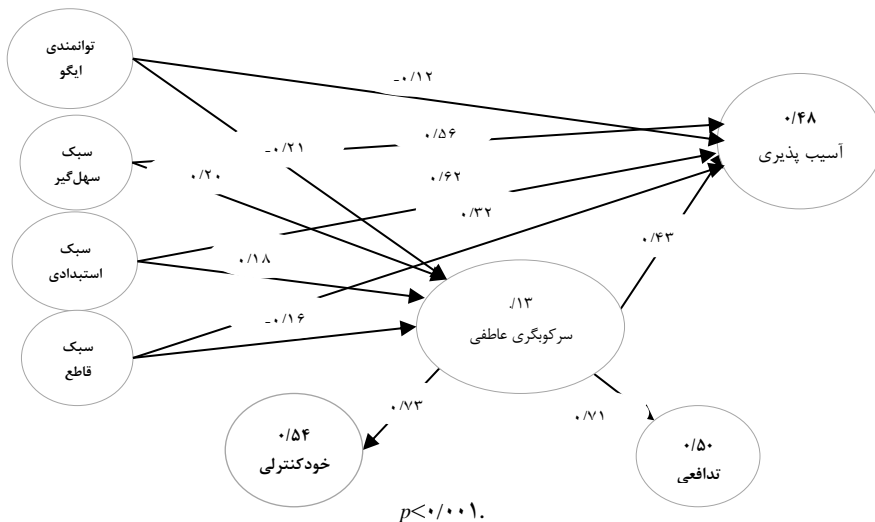 توانمندی
ایگو
-۰/۱۲
۰/۴۸
آسیب پذیری
سبک
سهل‌گیر
-۰/۲۱
۰/۵۶
۰/۲۰
۰/۶۲
۰/۳۲
سبک
استبدادی
۰/۱۸
۰/۴۳
۰/۱۳
سرکوبگری عاطفی
سبک
قاطع
-۰/۱۶
۰/۷۳
۰/۷۱
۰/۵۴
خودکنترلی
۰/۵۰
تدافعی
p<۰/۰۰۱.